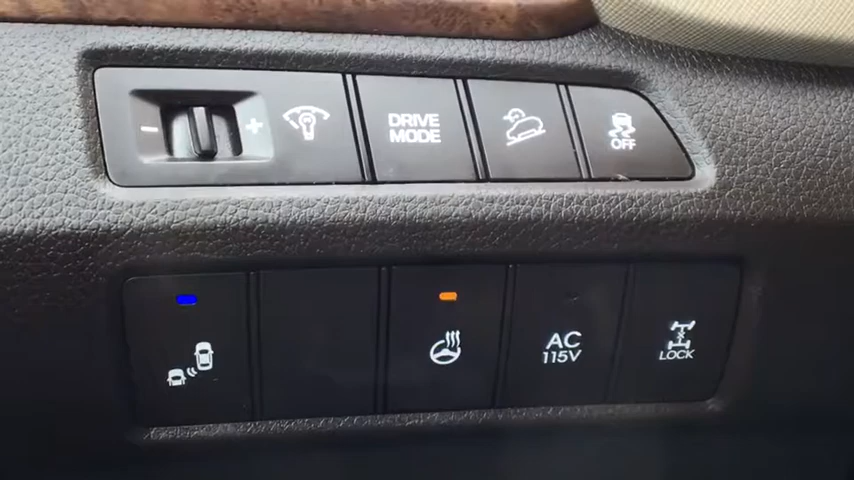 - +
DRIVE
MODE
OFF
AC
115V
LOCK